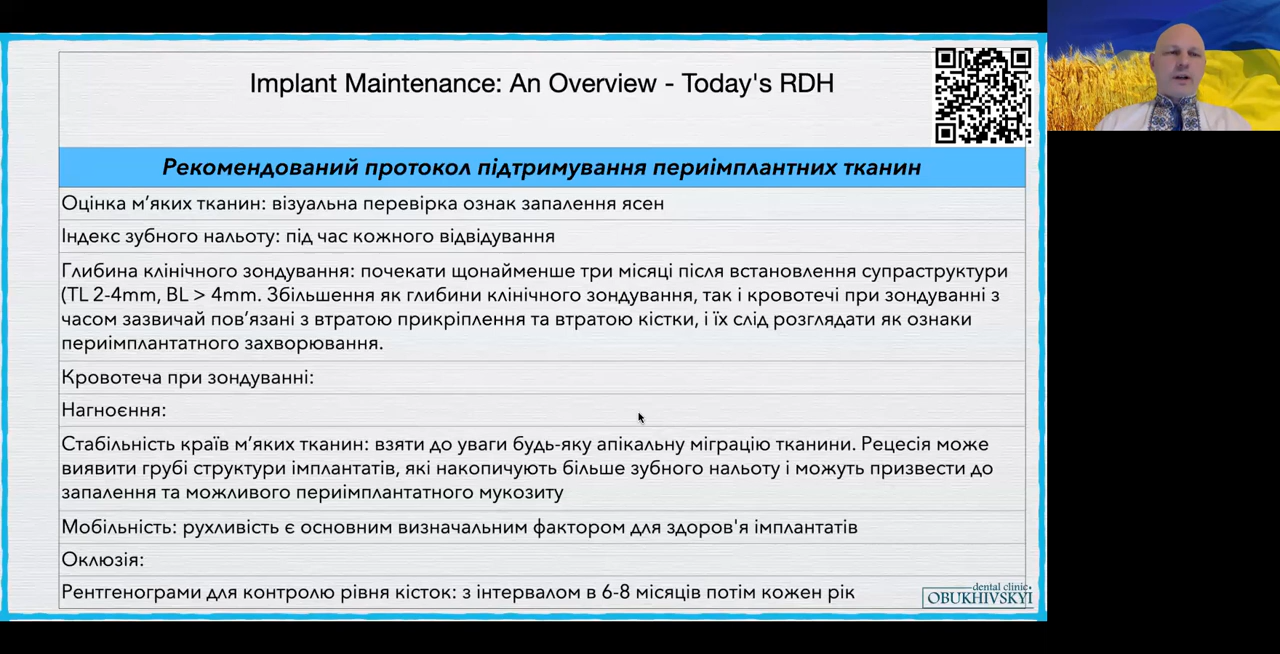 Implant Maintenance: An Overview - Today's RDH
Рекомендований протокол підтримування периімплантних тканин
Оцінка м’яких тканин: візуальна перевірка ознак запалення ясен
Індекс зубного нальоту: під час кожного відвідування
Глибина клінічного зондування: почекати щонайменше три місяці після встановлення супраструктури
(TL 2-4mm, BL > 4mm. Збільшення як глибини клінічного зондування, так і кровотечі при зондуванні з
часом зазвичай пов’язані з втратою прикріплення та втратою кістки, і їх слід розглядати як ознаки
периімплантатного захворювання.
Кровотеча при зондуванні:
Нагноєння:
Стабільність країв м’яких тканин: взяти до уваги будь-яку апікальну міграцію тканини. Рецесія може
виявити грубі структури імплантатів, які накопичують більше зубного нальоту і можуть призвести до
запалення та можливого периімплантатного мукозиту
Мобільність: рухливість є основним визначальним фактором для здоров'я імплантатів
Оклюзія:
Рентгенограми для контролю рівня кісток: з інтервалом в 6-8 місяців потім кожен рік
dental clinic
OBUKHIVSKYI